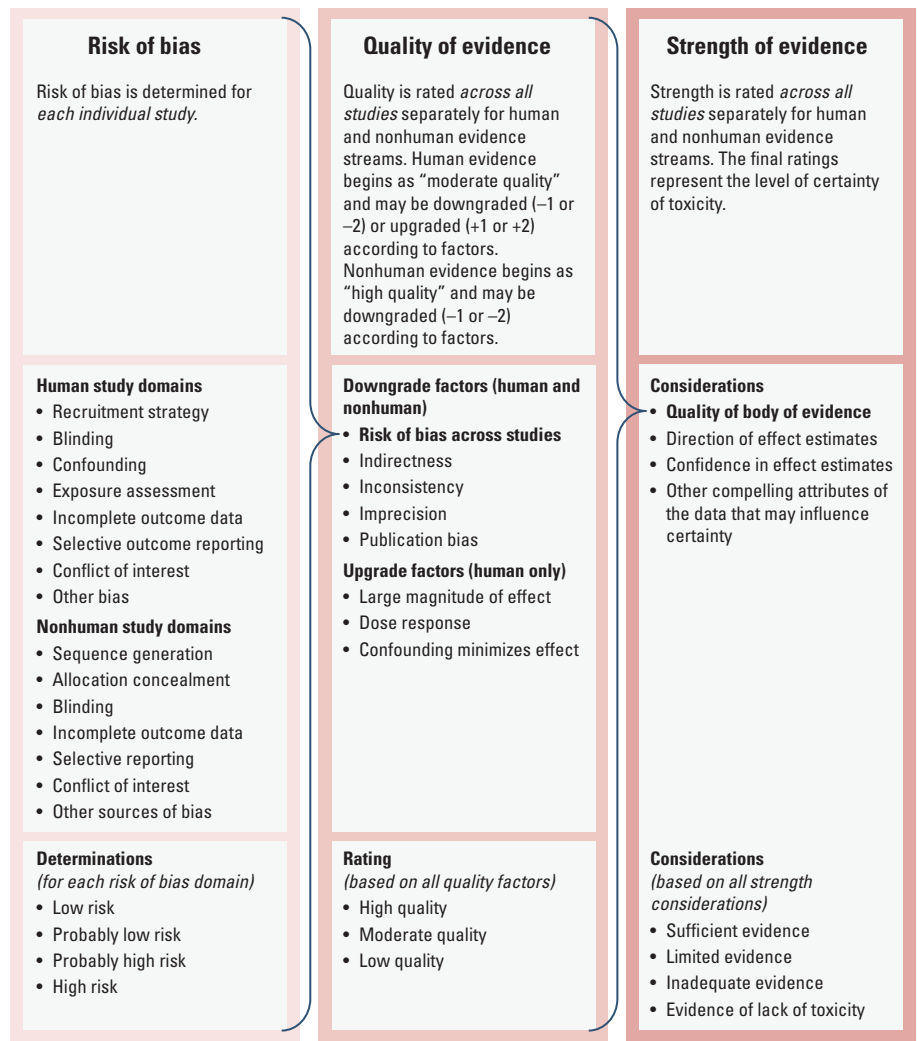 Risk of bias
Risk of bias is determined for
each individual study.
Human study domains
• Recruitment strategy
• Blinding
• Confounding
• Exposure assessment
• Incomplete outcome data
• Selective outcome reporting
• Conflict of interest
• Other bias
Nonhuman study domains
• Sequence generation
• Allocation concealment
• Blinding
• Incomplete outcome data
• Selective reporting
• Conflict of interest
• Other sources of bias
Determinations
(for each risk of bias domain)
• Low risk
• Probably low risk
• Probably high risk
• High risk
Quality of evidence
Quality is rated across all
studies separately for human
and nonhuman evidence
streams. Human evidence
begins as “moderate quality”
and may be downgraded (–1 or
–2) or upgraded (+1 or +2)
according to factors.
Nonhuman evidence begins as
“high quality” and may be
downgraded (–1 or –2)
according to factors.
Downgrade factors (human and
nonhuman)
• Risk of bias across studies
• Indirectness
• Inconsistency
• Imprecision
• Publication bias
Upgrade factors (human only)
• Large magnitude of effect
• Dose response
• Confounding minimizes effect
Rating
(based on all quality factors)
• High quality
• Moderate quality
• Low quality
Strength of evidence
Strength is rated across all
studies separately for human
and nonhuman evidence
streams. The final ratings
represent the level of certainty
of toxicity.
Considerations
• Quality of body of evidence
• Direction of effect estimates
• Confidence in effect estimates
• Other compelling attributes of
the data that may influence
certainty
Considerations
(based on all strength
considerations)
• Sufficient evidence
• Limited evidence
• Inadequate evidence
• Evidence of lack of toxicity